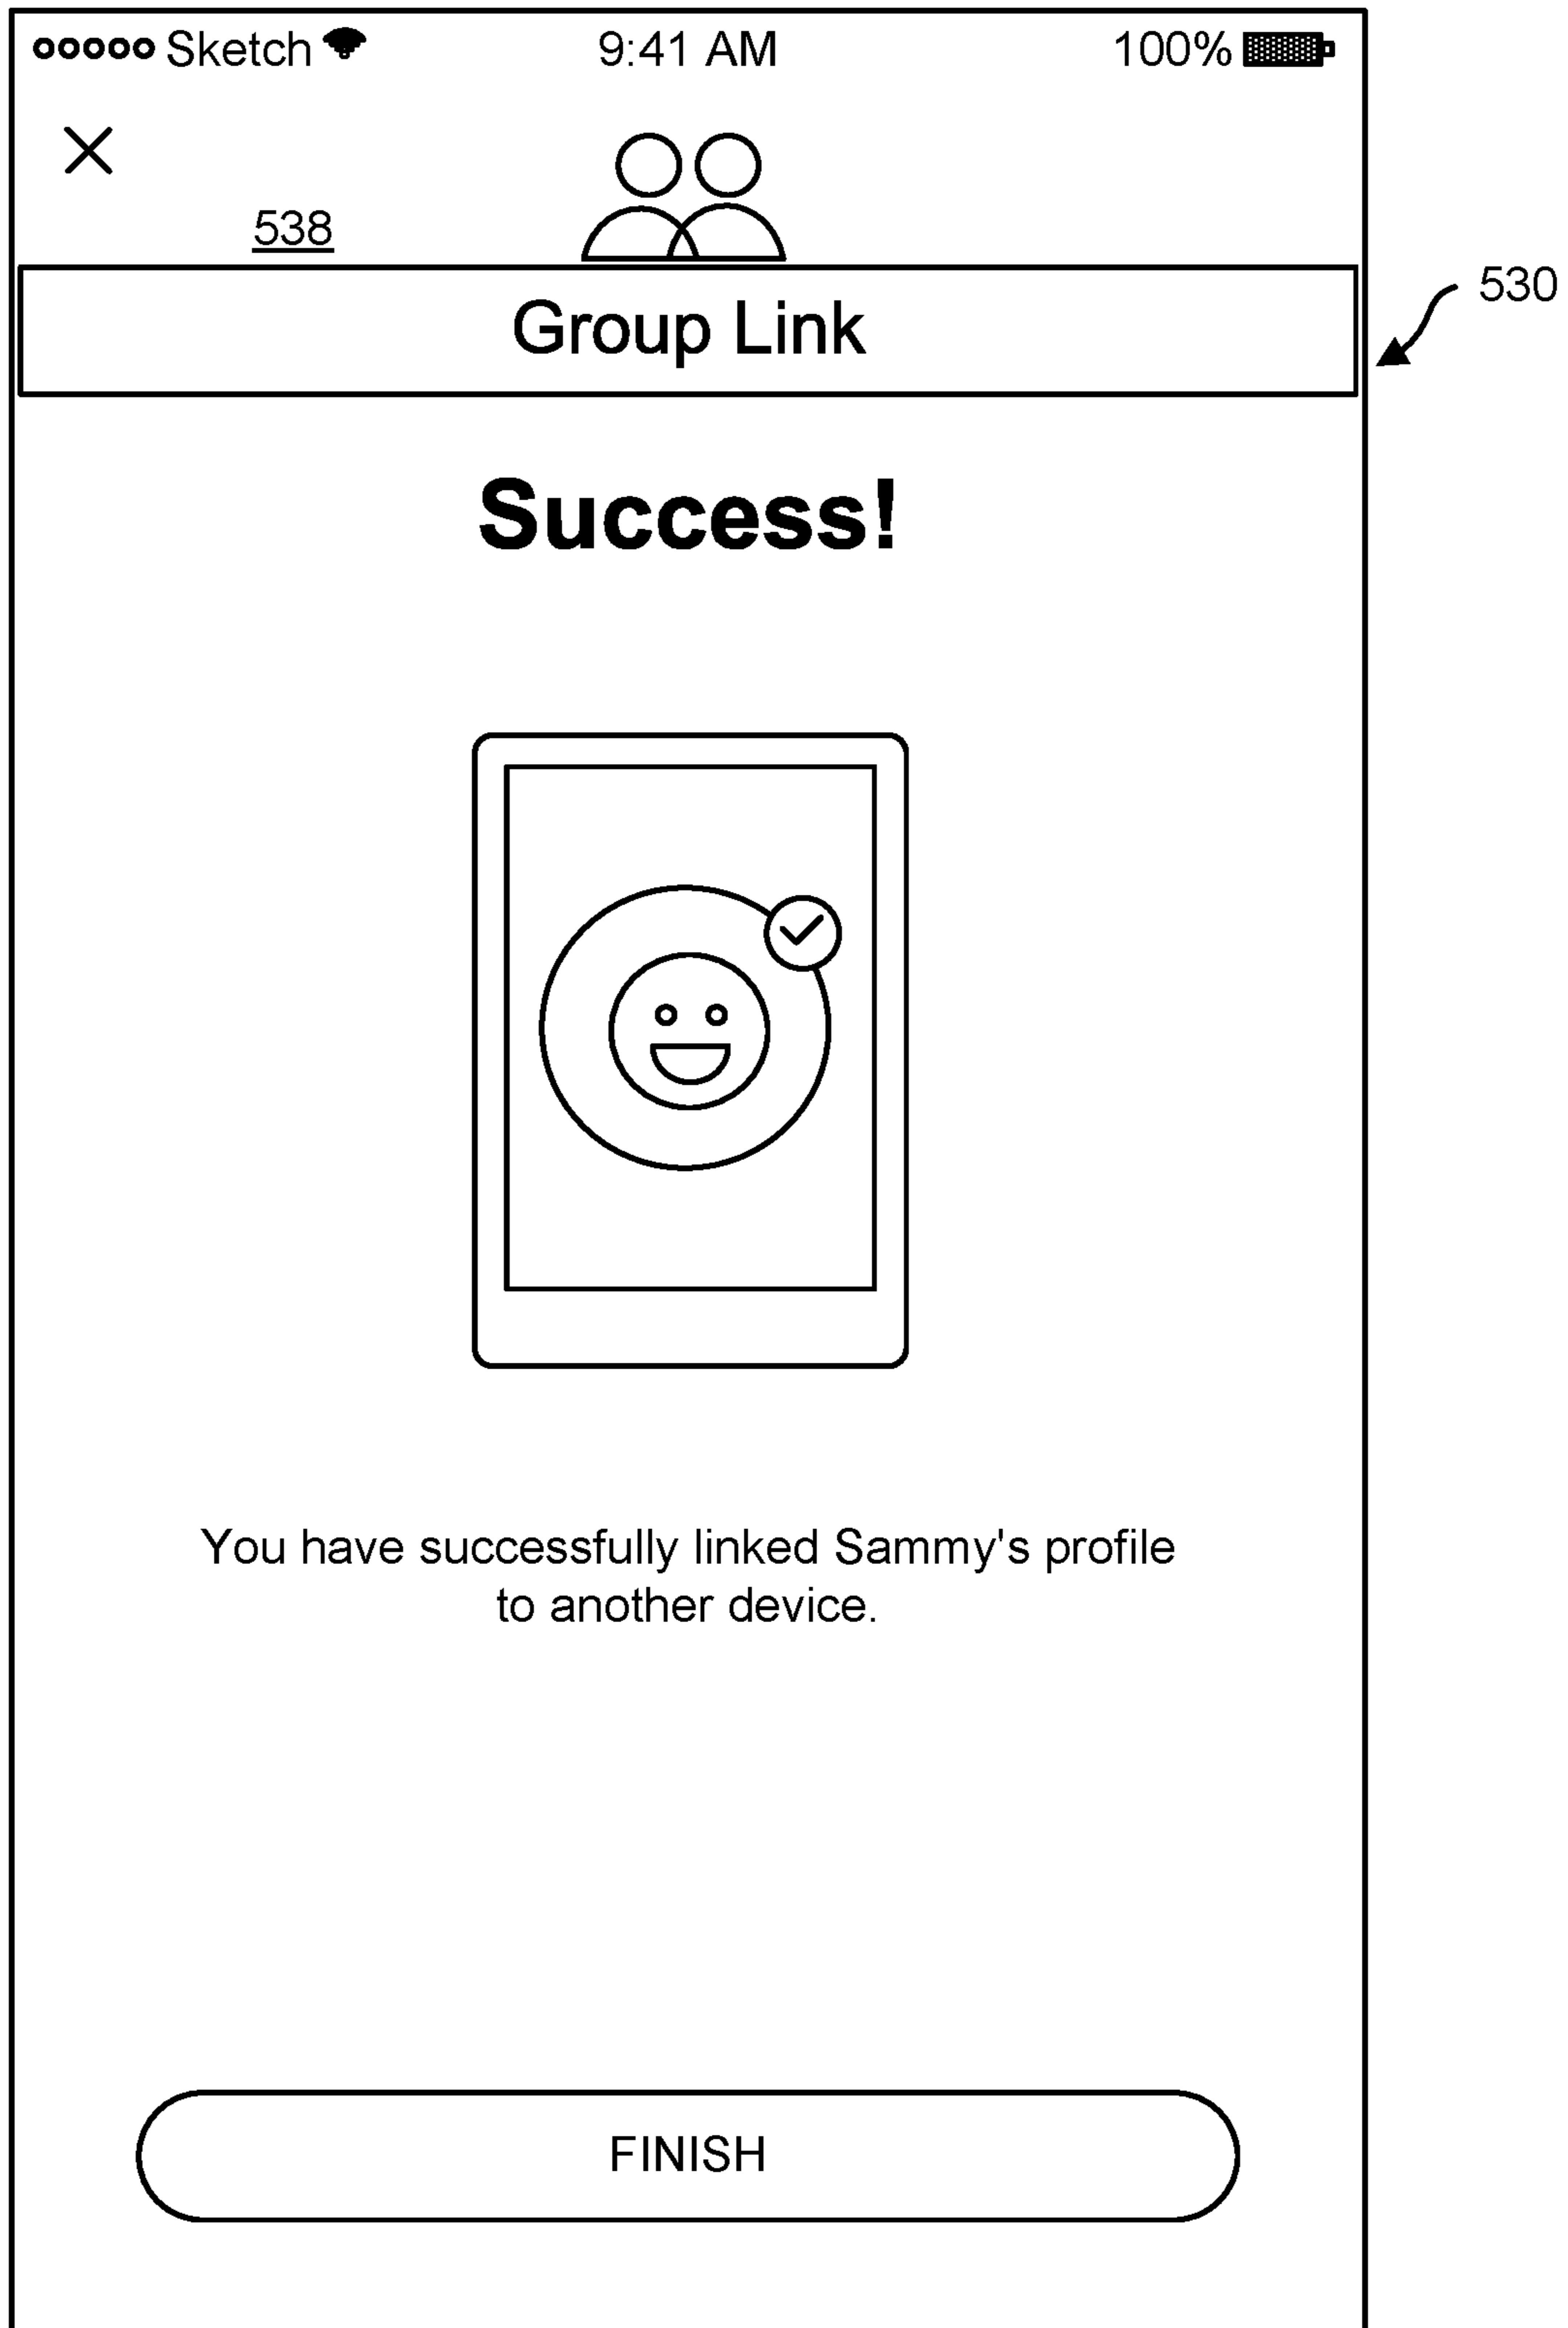 Sketch 9:41 AM 100%
538
530
Group Link
Success!
You have successfully linked Sammy's profile
to another device.
FINISH